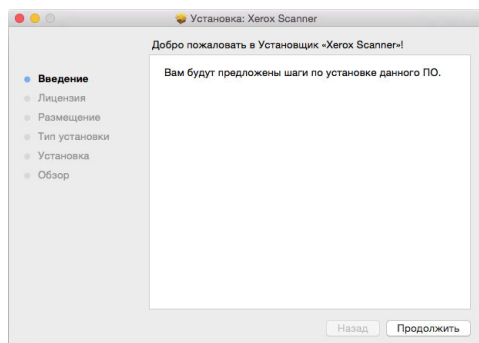 Установка: Xerox Scanner
Добро пожаловать в Установщик «Xerox Scanner»!
Введение
Лицензия
Размещение
Тип установки
Установка
Обзор
Вам будут предложены шаги по установке данного ПО.
Назад
Продолжить